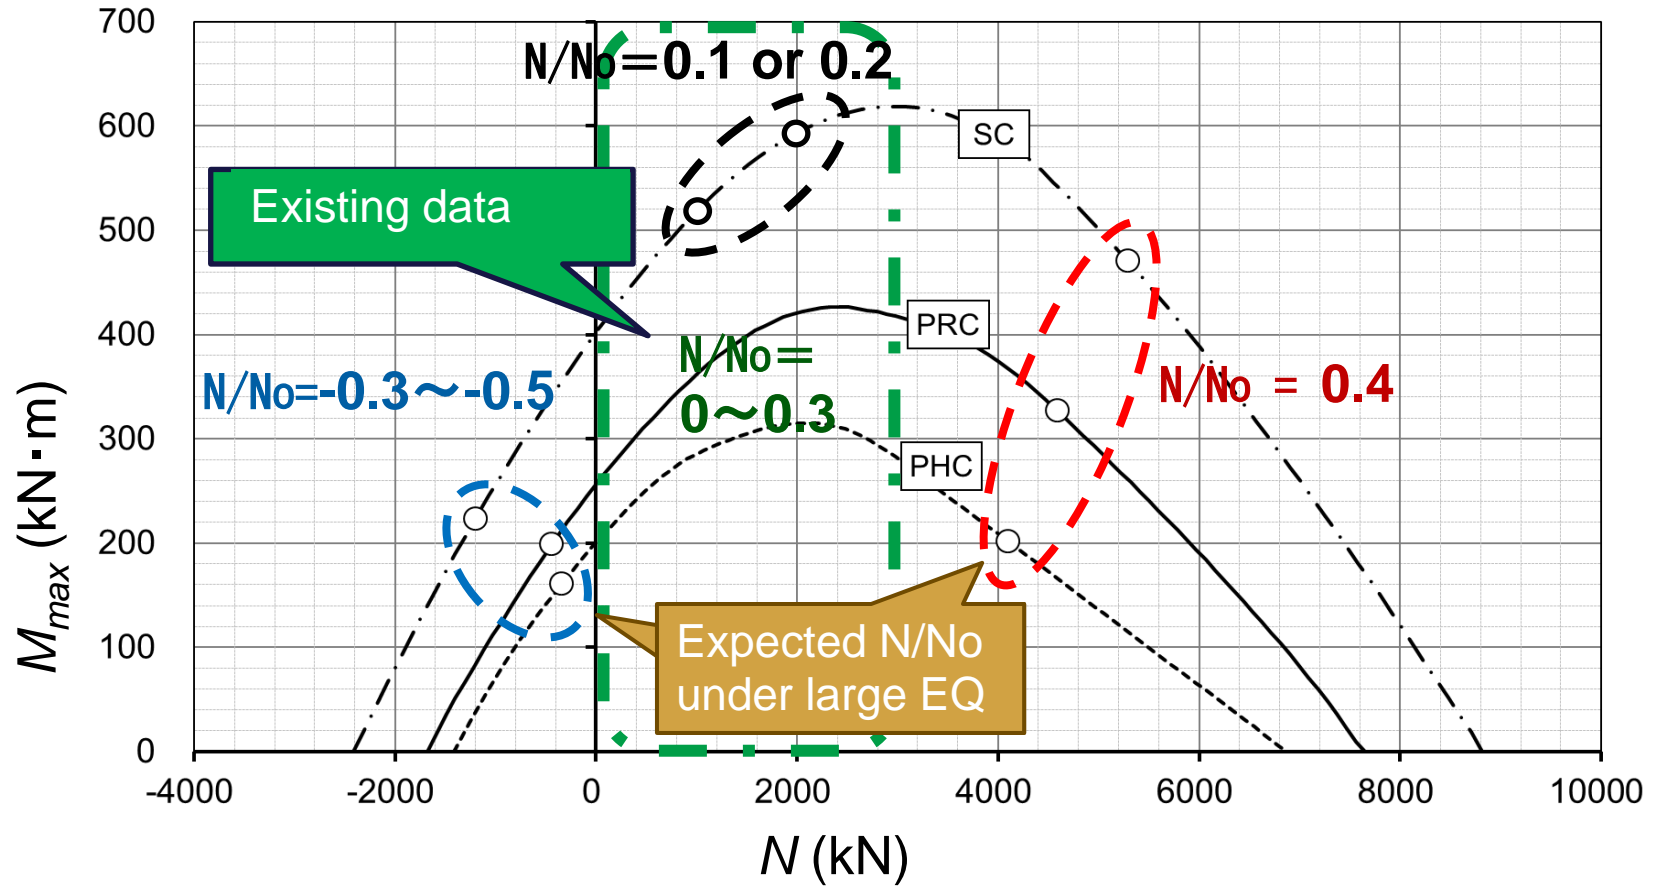 700
N/No=0.1 or 0.2
600
SC
Existing data
500
400
PRC
N/No=
0～0.3
N/No=-0.3～-0.5
N/No = 0.4
300
PHC
200
Expected N/No
under large EQ
100
0
-4000
-2000
0
2000
4000
6000
8000
10000
Mmax (kN·m)
N (kN)